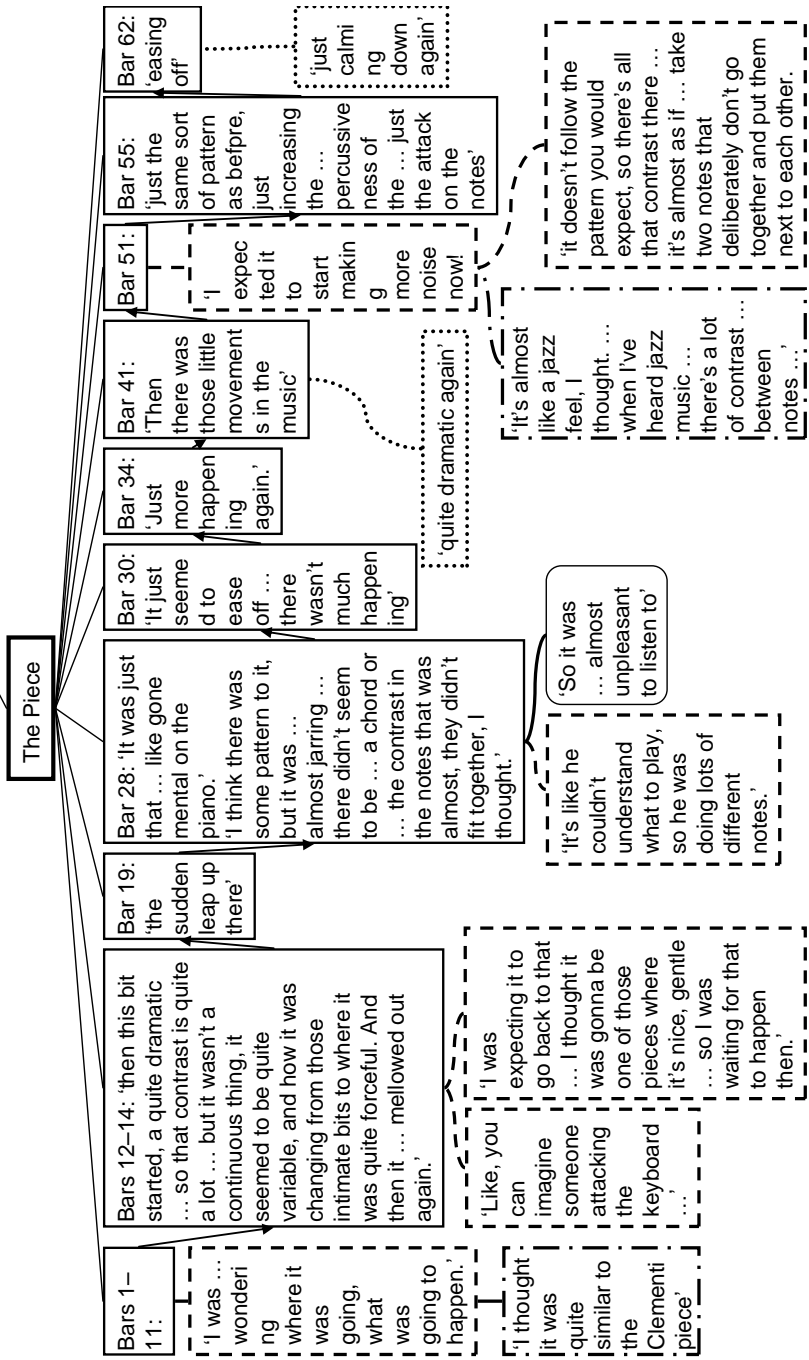 The Piece
Bars 1–
11:
‘I was …
wonderi
ng
where it
was
going,
what
was
going to
happen.’
‘I thought
it was
quite
similar to
the
Clementi
piece’
Bars 12–14: ‘then this bit
started, a quite dramatic
… so that contrast is quite
a lot … but it wasn’t a
continuous thing, it
seemed to be quite
variable, and how it was
changing from those
intimate bits to where it
was quite forceful. And
then it … mellowed out
again.’
‘Like, you
can
imagine
someone
attacking
the
keyboard
…’
‘I was
expecting it to
go back to that
… I thought it
was gonna be
one of those
pieces where
it’s nice, gentle
… so I was
waiting for that
to happen
then.’
Bar 19:
‘the
sudden
leap up
there’
Bar 28: ‘It was just
that … like gone
mental on the
piano.’
‘I think there was
some pattern to it,
but it was …
almost jarring …
there didn’t seem
to be … a chord or
… the contrast in
the notes that was
almost, they didn’t
fit together, I
thought.’
‘It’s like he
couldn’t
understand
what to play,
so he was
doing lots of
different
notes.’
‘So it was
… almost
unpleasant
to listen to’
Bar 30:
‘It just
seeme
d to
ease
off …
there
wasn’t
much
happen
ing’
Bar 34:
‘Just
more
happen
ing
again.’
Bar 41:
‘Then
there was
those little
movement
s in the
music’
‘quite dramatic again’
Bar 51:
‘I
expec
ted it
to
start
makin
g
more
noise
now!
‘It’s almost
like a jazz
feel, I
thought. …
when I’ve
heard jazz
music …
there’s a lot
of contrast …
between
notes …’
‘it doesn’t follow the
pattern you would
expect, so there’s all
that contrast there …
it’s almost as if … take
two notes that
deliberately don’t go
together and put them
next to each other.
Bar 55:
‘just the
same sort
of pattern
as befpre,
just
increasing
the …
percussive
ness of
the … just
the attack
on the
notes’
Bar 62:
‘easing
off’
‘just
calmi
ng
down
again’